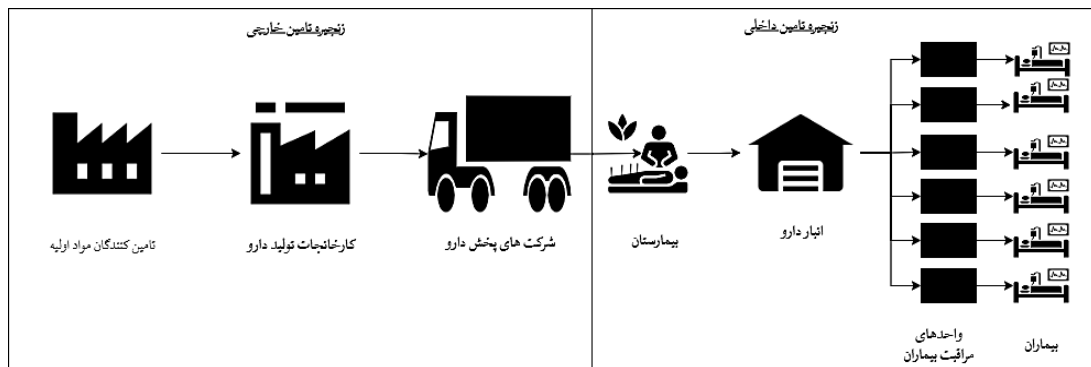 زنجیره تامین خارجی
زنجیره تامین داخلی
تامین کنندگان مواد اولیه
کارخانجات تولید دارو
شرکت های پخش دارو
بیمارستان
انبار دارو
واحدهای
مراقبت بیماران
بیماران